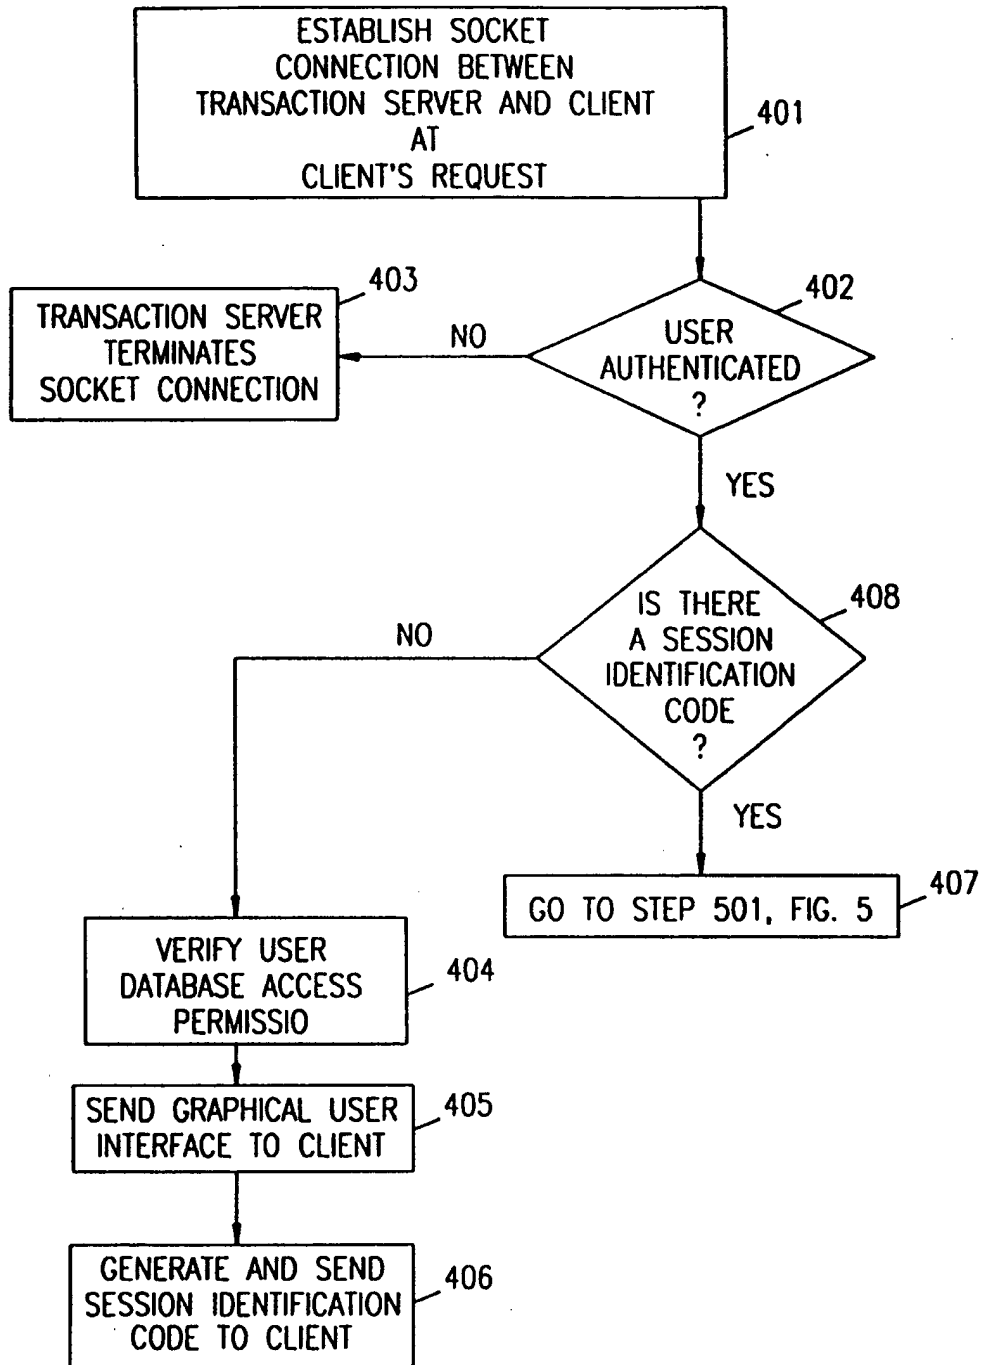 ESTABLISH SOCKET
CONNECTION BETWEEN
TRANSACTION SERVER AND CLIENT
AT
CLIENT'S REQUEST
401
403
TRANSACTION SERVER
TERMINATES
SOCKET CONNECTION
NO
402
USER
AUTHENTICATED
?
YES
408
IS THERE
A SESSION
IDENTIFICATION
CODE
?
NO
YES
407
GO TO STEP 501, FIG. 5
VERIFY USER
DATABASE ACCESS
PERMISSIO
404
SEND GRAPHICAL USER
INTERFACE TO CLIENT
405
GENERATE AND SEND
SESSION IDENTIFICATION
CODE TO CLIENT
406